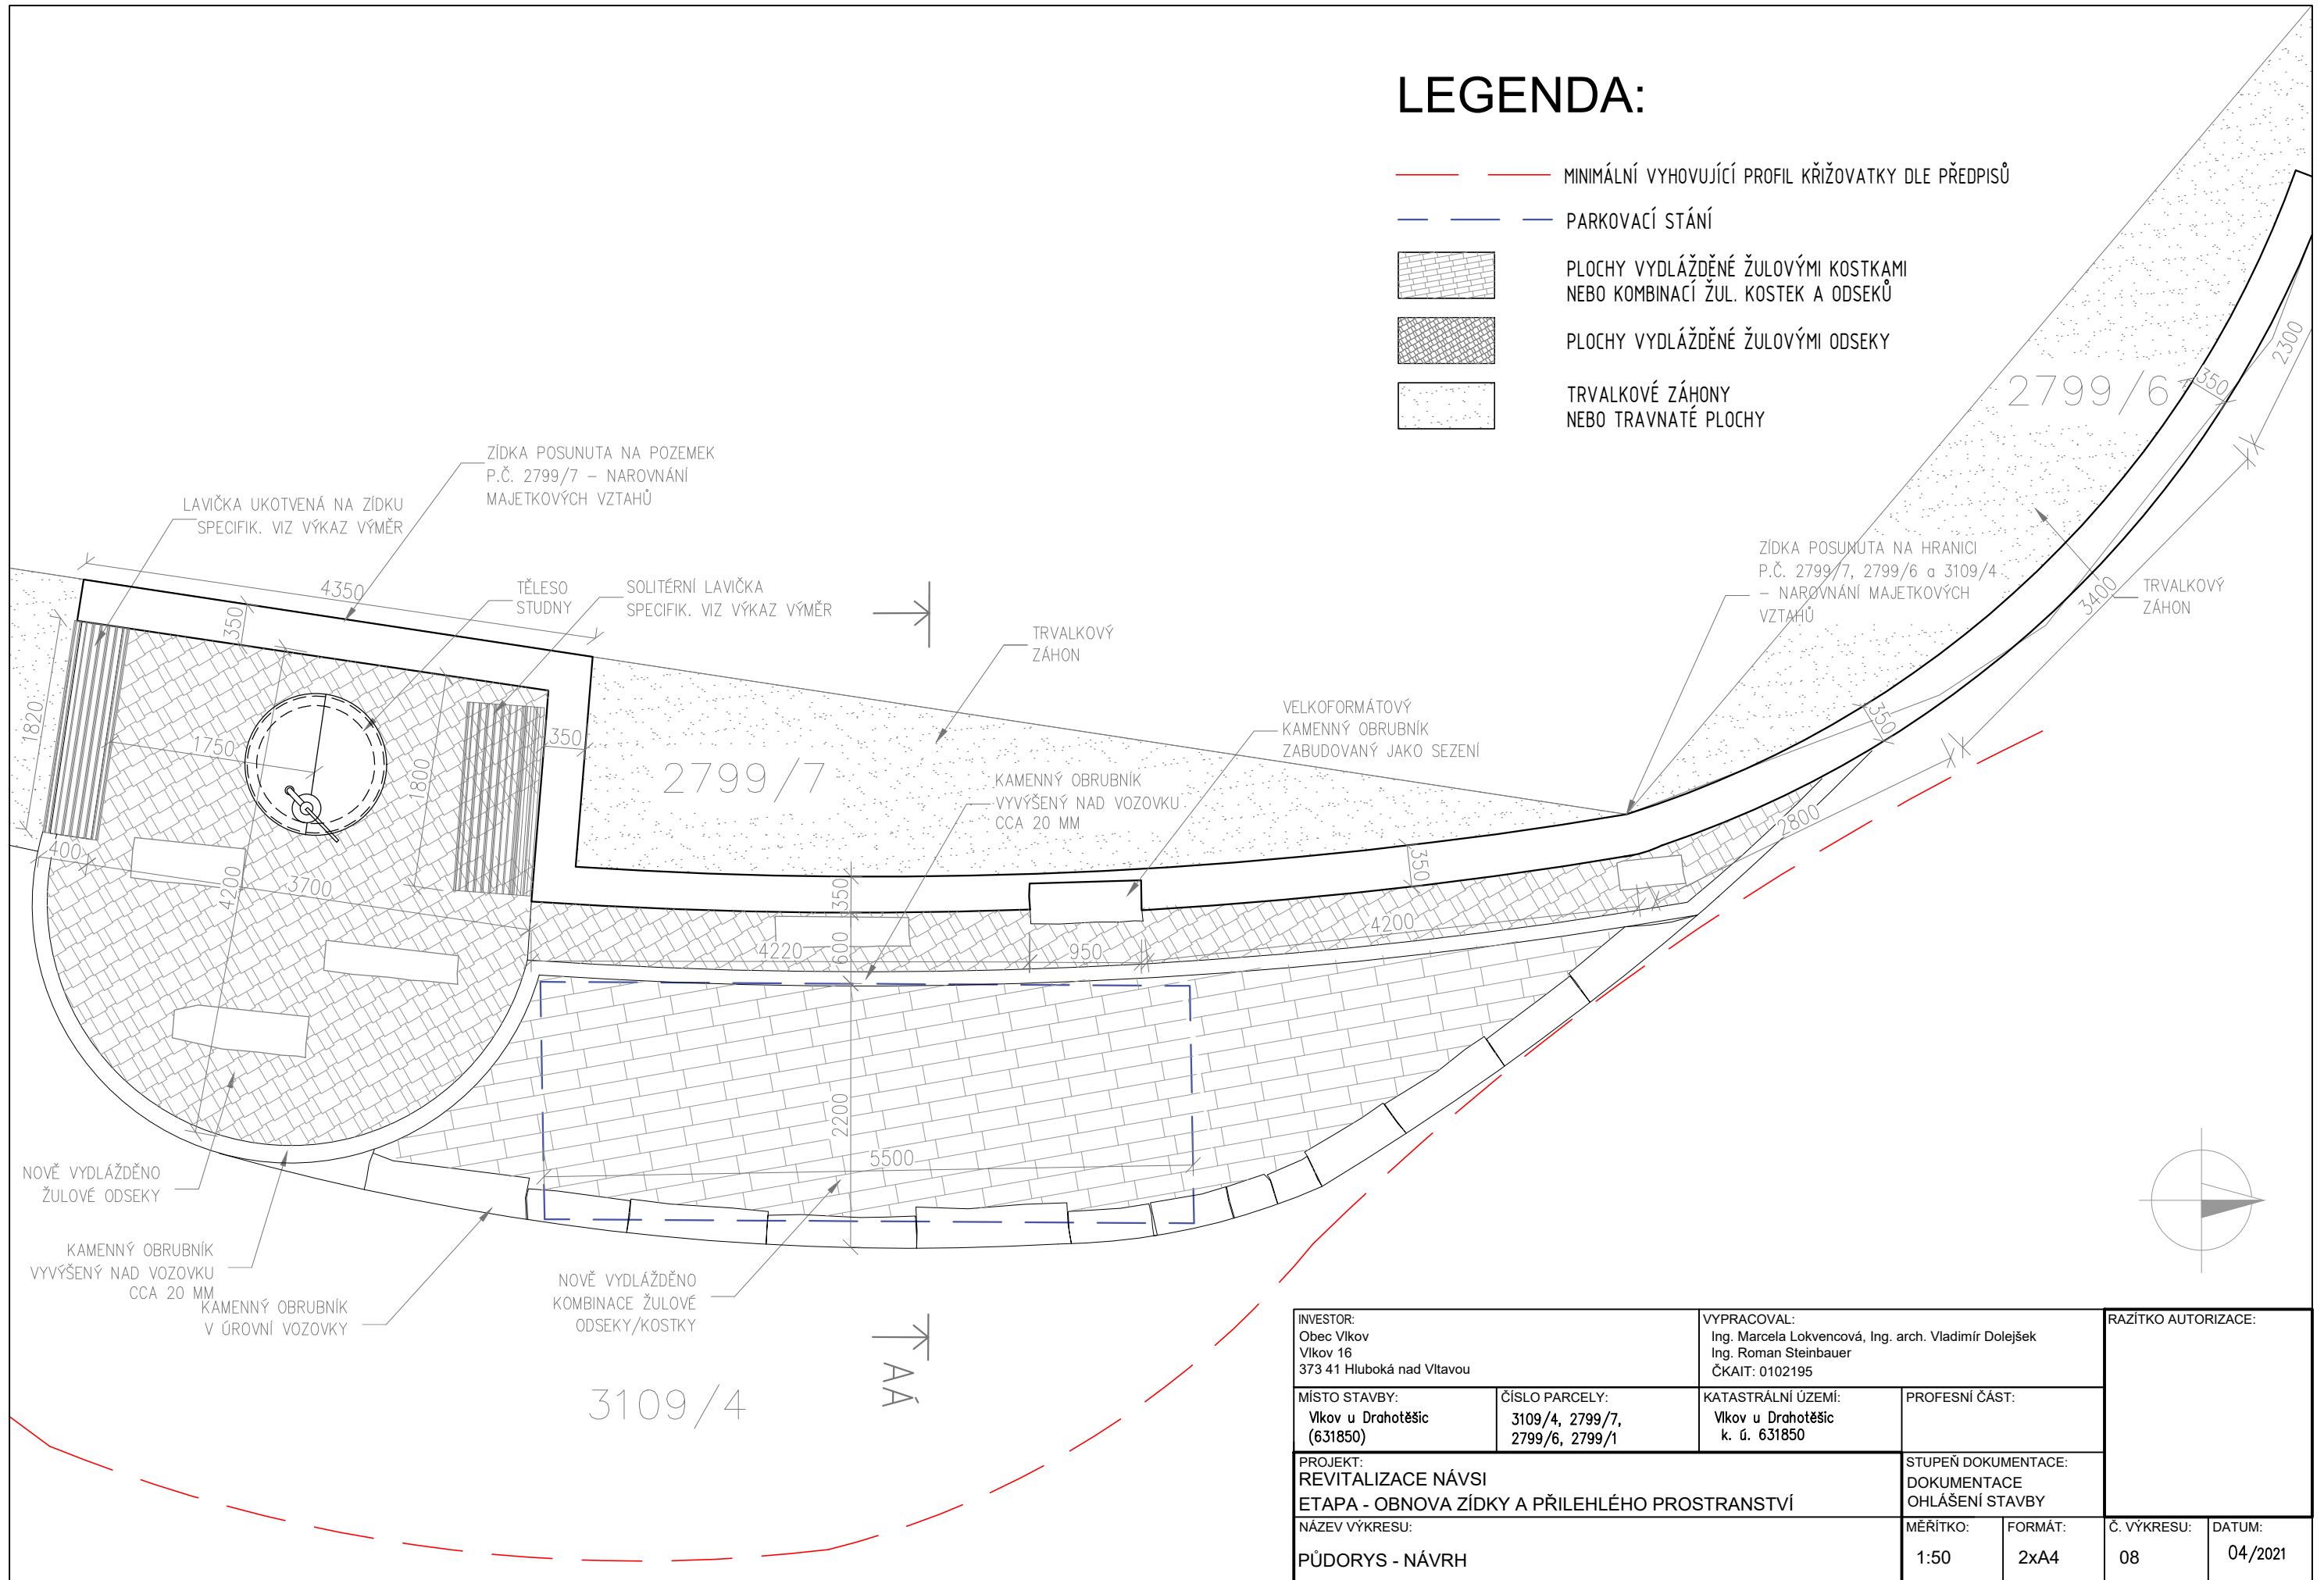 LEGENDA:
MINIMÁLNÍ VYHOVUJÍCÍ PROFIL KŘIŽOVATKY DLE PŘEDPISŮ
PARKOVACÍ STÁNÍ
PLOCHY VYDLÁŽDĚNÉ ŽULOVÝMI KOSTKAMI
NEBO KOMBINACÍ ŽUL. KOSTEK A ODSEKŮ
PLOCHY VYDLÁŽDĚNÉ ŽULOVÝMI ODSEKY
TRVALKOVÉ ZÁHONY
NEBO TRAVNATÉ PLOCHY
2300
350
2799/6
ZÍDKA POSUNUTA NA POZEMEK
P.Č. 2799/7 – NAROVNÁNÍ
MAJETKOVÝCH VZTAHŮ
LAVIČKA UKOTVENÁ NA ZÍDKU
SPECIFIK. VIZ VÝKAZ VÝMĚR
4350
350
TĚLESO
STUDNY
SOLITÉRNÍ LAVIČKA
SPECIFIK. VIZ VÝKAZ VÝMĚR
TRVALKOVÝ
ZÁHON
ZÍDKA POSUNUTA NA HRANICI
P.Č. 2799/7, 2799/6 a 3109/4
– NAROVNÁNÍ MAJETKOVÝCH
VZTAHŮ
3400
TRVALKOVÝ
ZÁHON
1820
1750
1800
350
2799/7
VELKOFORMÁTOVÝ
KAMENNÝ OBRUBNÍK
ZABUDOVANÝ JAKO SEZENÍ
KAMENNÝ OBRUBNÍK
VYVÝŠENÝ NAD VOZOVKU
CCA 20 MM
350
2800
400
4200
3700
350
600
4220
950
4200
350
2200
5500
NOVĚ VYDLÁŽDĚNO
ŽULOVÉ ODSEKY
KAMENNÝ OBRUBNÍK
VYVÝŠENÝ NAD VOZOVKU
CCA 20 MM
KAMENNÝ OBRUBNÍK
V ÚROVNÍ VOZOVKY
NOVĚ VYDLÁŽDĚNO
KOMBINACE ŽULOVÉ
ODSEKY/KOSTKY
AÁ
3109/4
INVESTOR:
Obec Vlkov
Vlkov 16
373 41 Hluboká nad Vltavou
VYPRACOVAL:
Ing. Marcela Lokvencová, Ing. arch. Vladimír Dolejšek
Ing. Roman Steinbauer
ČKAIT: 0102195
RAZÍTKO AUTORIZACE:
MÍSTO STAVBY:
Vlkov u Drahotěšic
(631850)
ČÍSLO PARCELY:
3109/4, 2799/7,
2799/6, 2799/1
KATASTRÁLNÍ ÚZEMÍ:
Vlkov u Drahotěšic
k. ú. 631850
PROFESNÍ ČÁST:
PROJEKT:
REVITALIZACE NÁVSI
ETAPA - OBNOVA ZÍDKY A PŘILEHLÉHO PROSTRANSTVÍ
STUPEŇ DOKUMENTACE:
DOKUMENTACE
OHLÁŠENÍ STAVBY
NÁZEV VÝKRESU:
PŮDORYS - NÁVRH
MĚŘÍTKO:
1:50
FORMÁT:
2xA4
Č. VÝKRESU:
08
DATUM:
04/2021